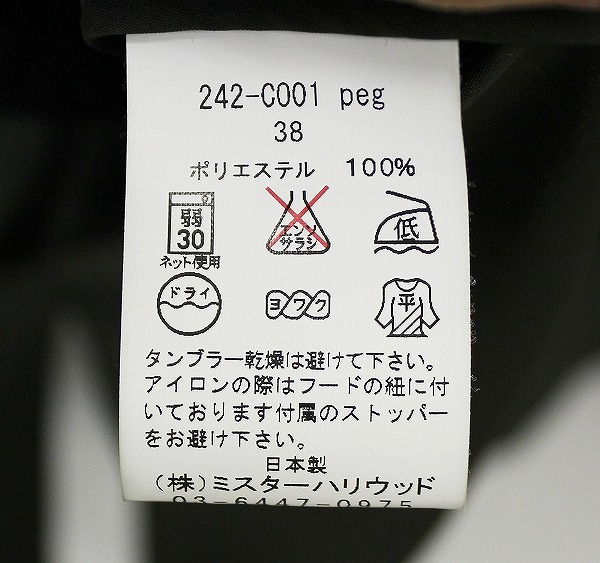 242-C001 peg
38
ポリエステル 100%
弱
30
ネット使用
エンソ
サラシ
低
ドライ
ヨワク
平
タンブラー乾燥は避けて下さい。
アイロンの際はフードの紐に付
いております付属のストッパー
をお避け下さい。
日本製
(株)ミスターハリウッド
03-6447-0975